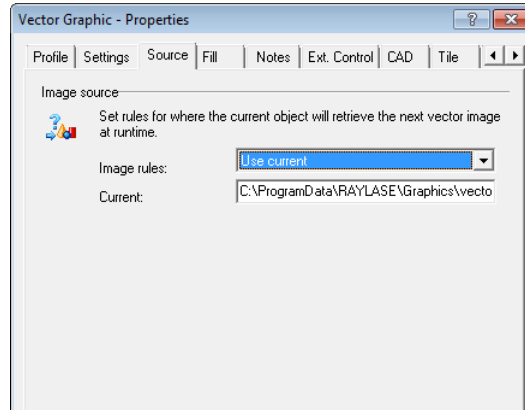 Vector Graphic - Properties
Profile Settings Source Fill Notes Ext. Control CAD Tile
Image source
Set rules for where the current object will retrieve the next vector image
at runtime.
Image rules: Use current
Current: C:\ProgramData\RAYLASE\Graphics\vecto